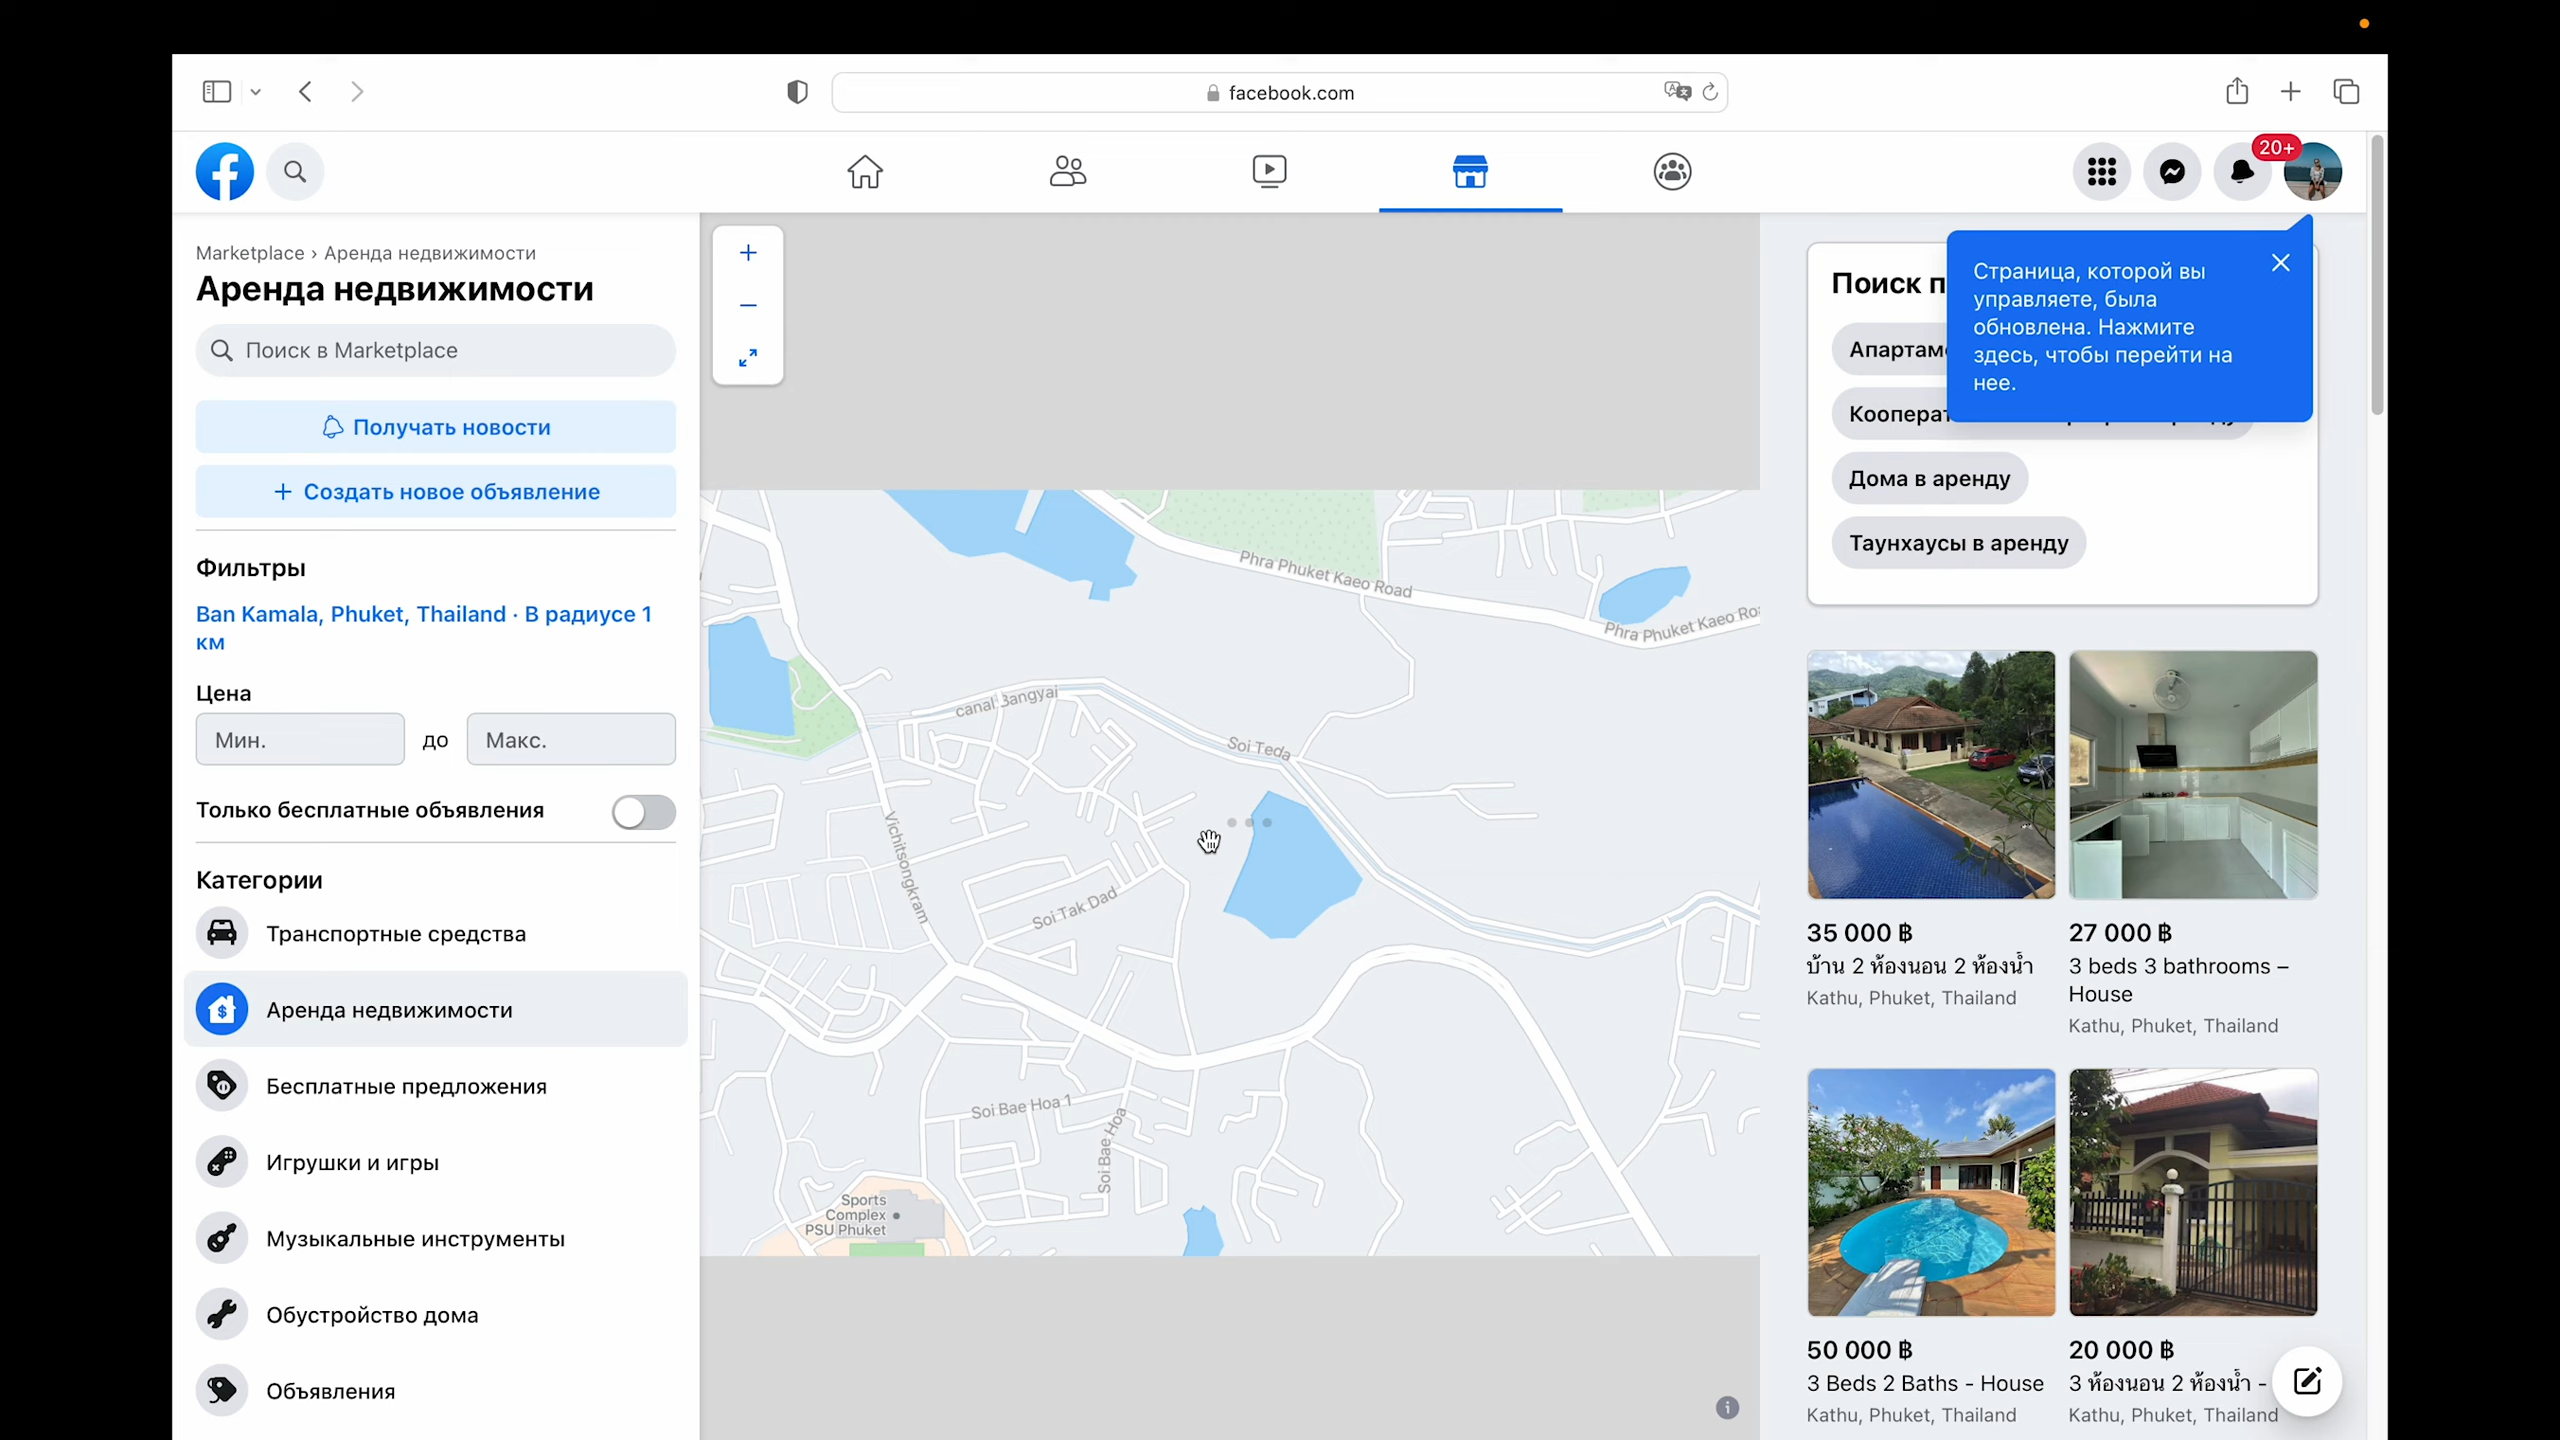 facebook.com
20+
Marketplace › Аренда недвижимости
Аренда недвижимости
Поиск в Marketplace
Получать новости
+ Создать новое объявление
Фильтры
Ban Kamala, Phuket, Thailand · В радиусе 1
км
Цена
Мин.
до
Макс.
Только бесплатные объявления
Категории
Транспортные средства
Аренда недвижимости
Бесплатные предложения
Игрушки и игры
Музыкальные инструменты
Обустройство дома
Объявления
Phra Phuket Kaeo Road
Phra Phuket Kaeo Roa
canal Bangyai
Soi Teda
Vichitsongkram
Soi Tak Dad
Soi Bae Hoa 1
Soi Bae Hoa
Sports
Complex
PSU Phuket
Поиск п
Страница, которой вы
управляете, была
обновлена. Нажмите
здесь, чтобы перейти на
нее.
Апартам
Коопера
Дома в аренду
Таунхаусы в аренду
35 000 ฿
บ้าน 2 ห้องนอน 2 ห้องน้ำ
Kathu, Phuket, Thailand
27 000 ฿
3 beds 3 bathrooms –
House
Kathu, Phuket, Thailand
50 000 ฿
3 Beds 2 Baths - House
Kathu, Phuket, Thailand
20 000 ฿
3 ห้องนอน 2 ห้องน้ำ -
Kathu, Phuket, Thailand